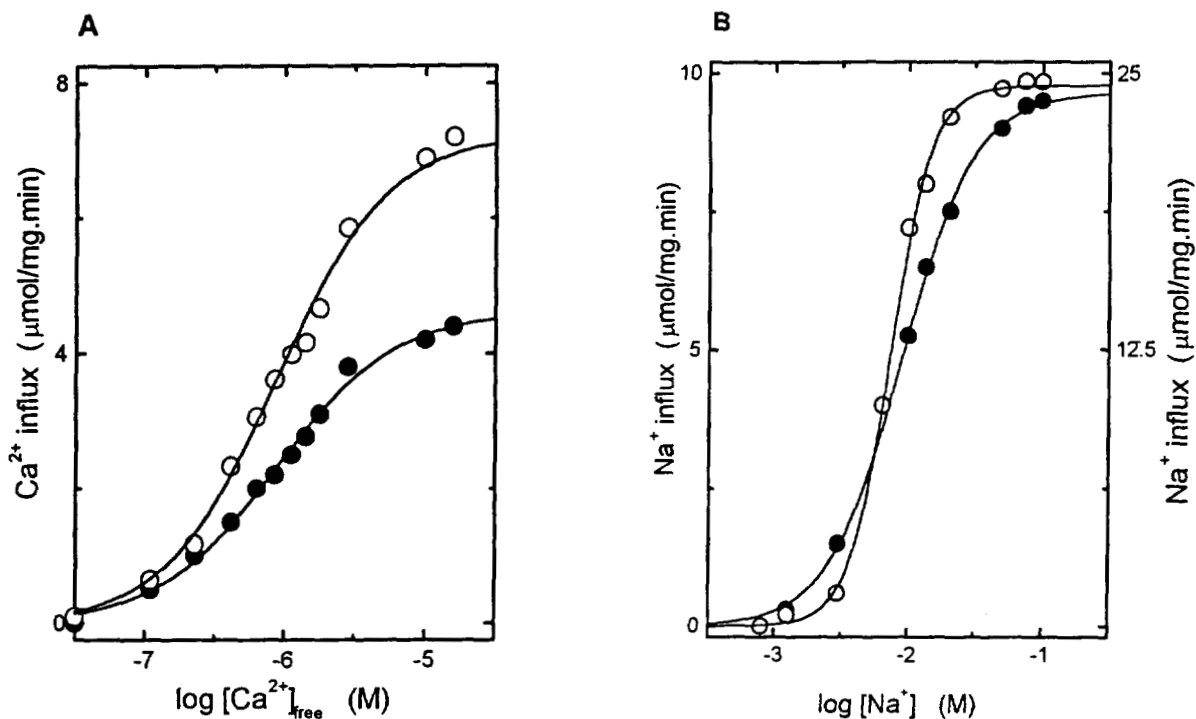 A
8
4
0
-7
-6
-5
Ca²⁺ influx (µmol/mg.min)
log [Ca²⁺]free (M)
B
10
5
0
25
12.5
-3
-2
-1
Na⁺ influx (µmol/mg.min)
Na⁺ influx (µmol/mg.min)
log [Na⁺] (M)